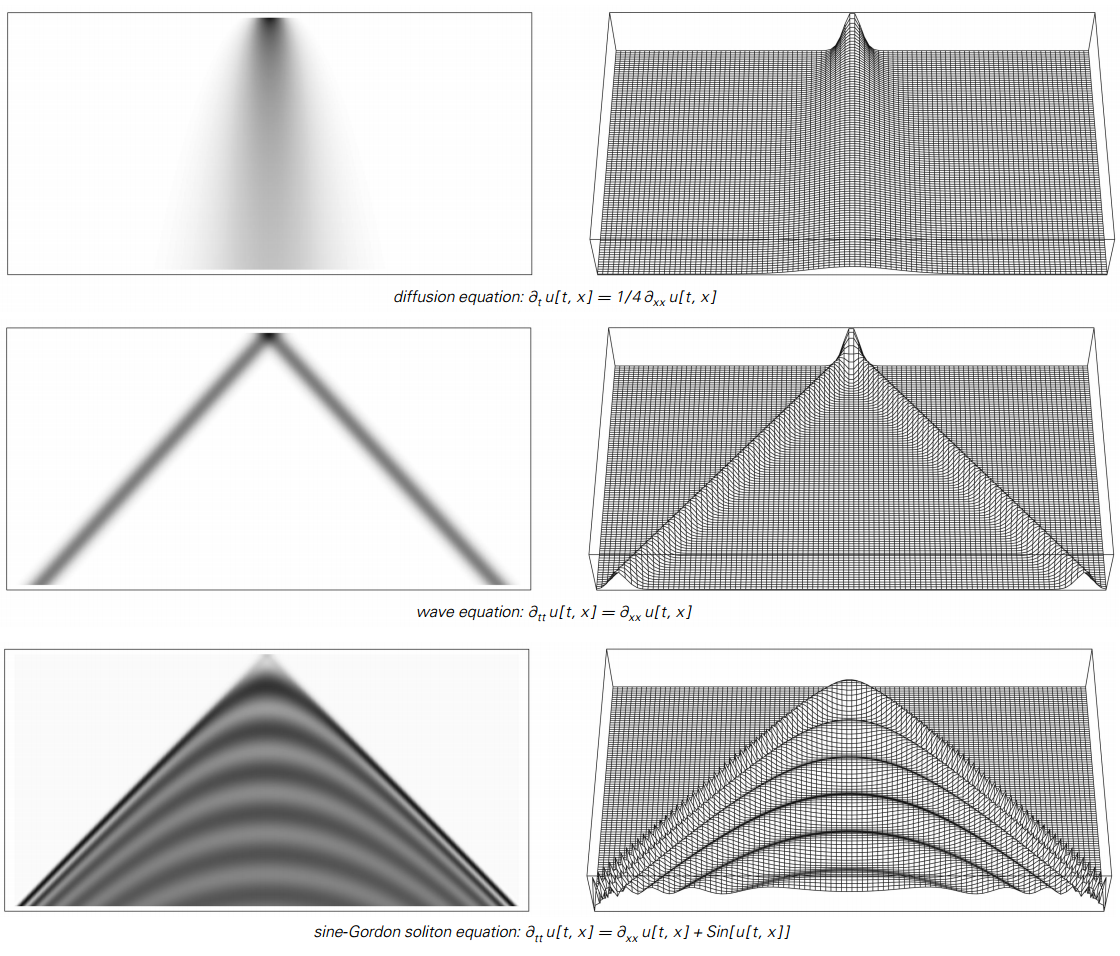 diffusion equation: ∂t u[t, x] = 1/4 ∂xx u[t, x]
wave equation: ∂tt u[t, x] = ∂xx u[t, x]
sine-Gordon soliton equation: ∂tt u[t, x] = ∂xx u[t, x] + Sin[u[t, x]]